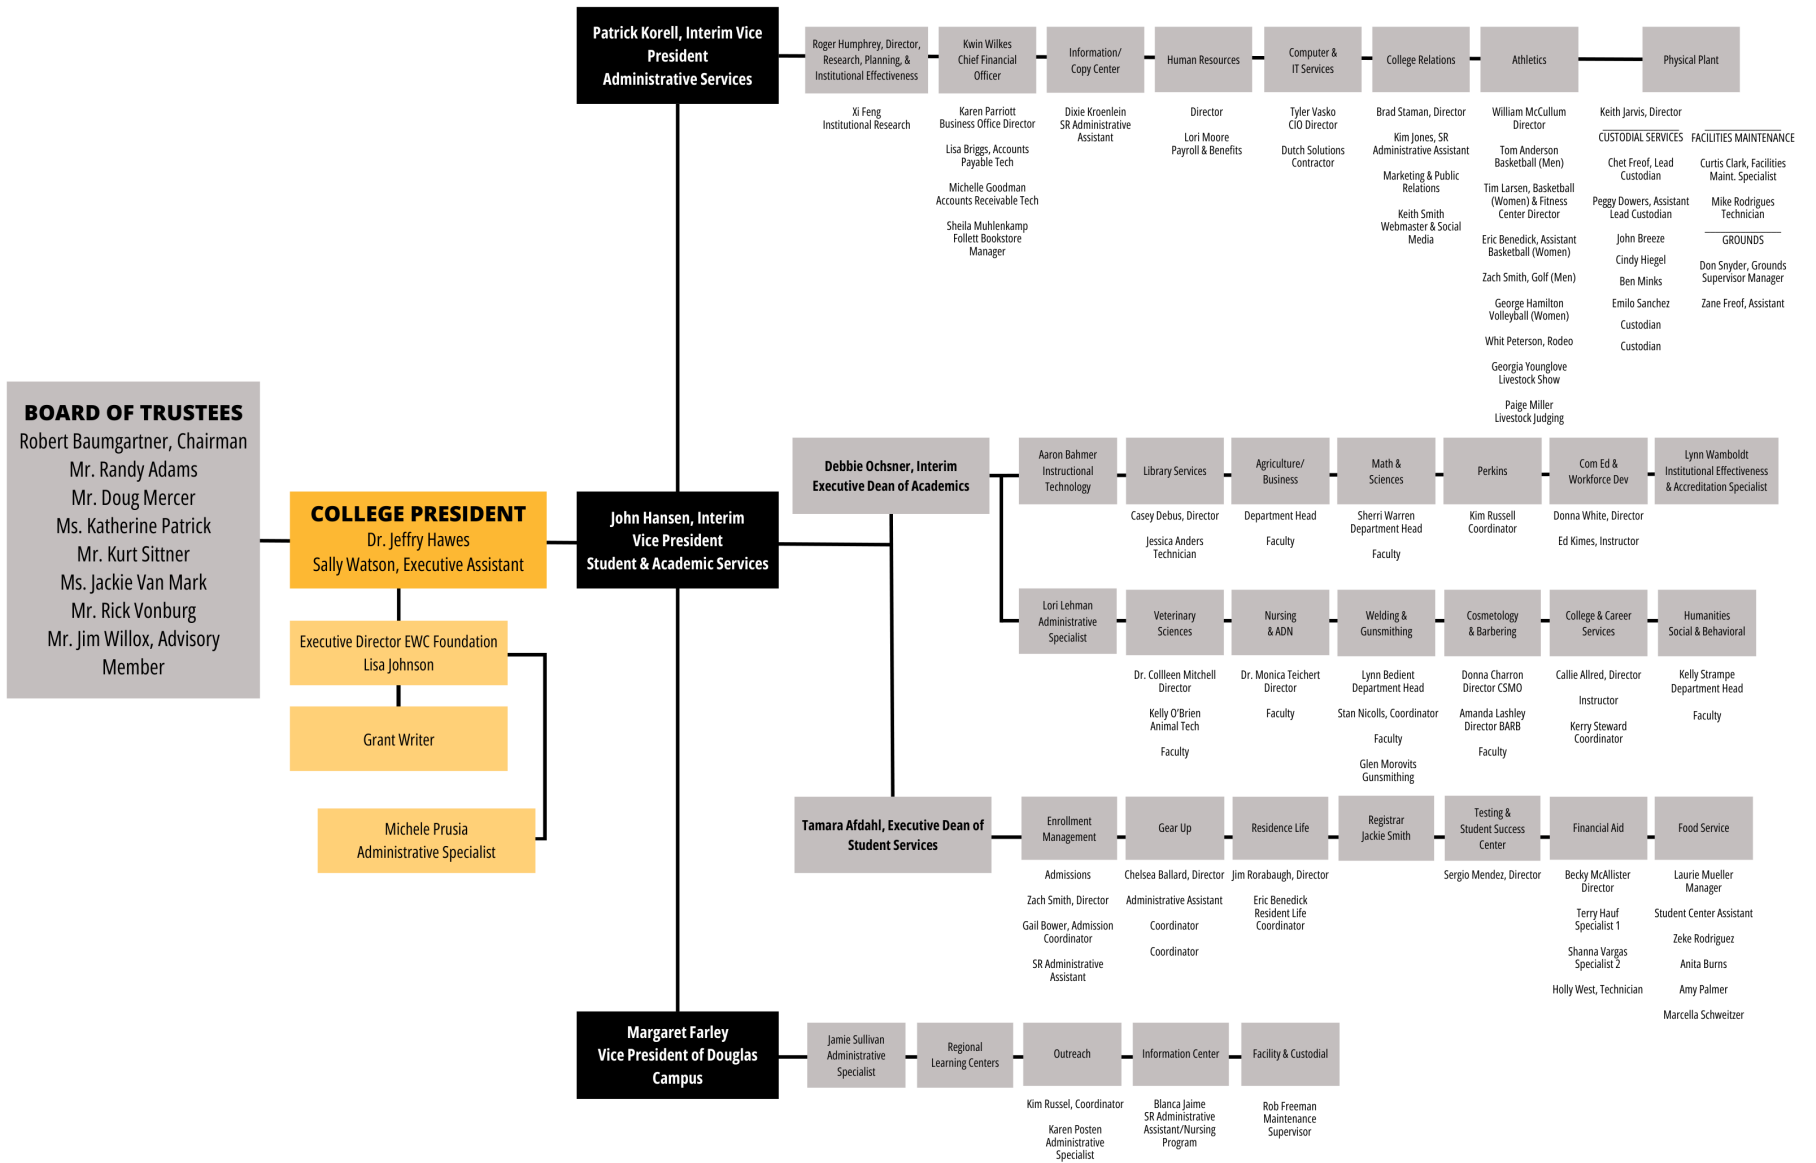 Patrick Korell, Interim Vice
President
Administrative Services
Roger Humphrey, Director,
Research, Planning, &
Institutional Effectiveness
Xi Feng
Institutional Research
Kwin Wilkes
Chief Financial
Officer
Karen Parriott
Business Office Director
Lisa Briggs, Accounts
Payable Tech
Michelle Goodman
Accounts Receivable Tech
Sheila Muhlenkamp
Follett Bookstore
Manager
Information/
Copy Center
Dixie Kroenlein
SR Administrative
Assistant
Human Resources
Director
Lori Moore
Payroll & Benefits
Computer &
IT Services
Tyler Vasko
CIO Director
Dutch Solutions
Contractor
College Relations
Brad Staman, Director
Kim Jones, SR
Administrative Assistant
Marketing & Public
Relations
Keith Smith
Webmaster & Social
Media
Athletics
William McCullum
Director
Tom Anderson
Basketball (Men)
Tim Larsen, Basketball
(Women) & Fitness
Center Director
Eric Benedick, Assistant
Basketball (Women)
Zach Smith, Golf (Men)
George Hamilton
Volleyball (Women)
Whit Peterson, Rodeo
Georgia Younglove
Livestock Show
Paige Miller
Livestock Judging
Physical Plant
Keith Jarvis, Director
CUSTODIAL SERVICES
Chet Freof, Lead
Custodian
Peggy Dowers, Assistant
Lead Custodian
John Breeze
Cindy Hiegel
Ben Minks
Emilo Sanchez
Custodian
Custodian
FACILITIES MAINTENANCE
Curtis Clark, Facilities
Maint. Specialist
Mike Rodrigues
Technician
GROUNDS
Don Snyder, Grounds
Supervisor Manager
Zane Freof, Assistant
BOARD OF TRUSTEES
Robert Baumgartner, Chairman
Mr. Randy Adams
Mr. Doug Mercer
Ms. Katherine Patrick
Mr. Kurt Sittner
Ms. Jackie Van Mark
Mr. Rick Vonburg
Mr. Jim Willox, Advisory
Member
COLLEGE PRESIDENT
Dr. Jeffry Hawes
Sally Watson, Executive Assistant
Executive Director EWC Foundation
Lisa Johnson
Grant Writer
Michele Prusia
Administrative Specialist
John Hansen, Interim
Vice President
Student & Academic Services
Debbie Ochsner, Interim
Executive Dean of Academics
Aaron Bahmer
Instructional
Technology
Library Services
Casey Debus, Director
Jessica Anders
Technician
Agriculture/
Business
Department Head
Faculty
Math &
Sciences
Sherri Warren
Department Head
Faculty
Perkins
Kim Russell
Coordinator
Com Ed &
Workforce Dev
Donna White, Director
Ed Kimes, Instructor
Lynn Wamboldt
Institutional Effectiveness
& Accreditation Specialist
Lori Lehman
Administrative
Specialist
Veterinary
Sciences
Dr. Collleen Mitchell
Director
Kelly O'Brien
Animal Tech
Faculty
Nursing
& ADN
Dr. Monica Teichert
Director
Faculty
Welding &
Gunsmithing
Lynn Bedient
Department Head
Stan Nicolls, Coordinator
Faculty
Glen Morovits
Gunsmithing
Cosmetology
& Barbering
Donna Charron
Director CSMO
Amanda Lashley
Director BARB
Faculty
College & Career
Services
Callie Allred, Director
Instructor
Kerry Steward
Coordinator
Humanities
Social & Behavioral
Kelly Strampe
Department Head
Faculty
Tamara Afdahl, Executive Dean of
Student Services
Enrollment
Management
Admissions
Zach Smith, Director
Gail Bower, Admission
Coordinator
SR Administrative
Assistant
Gear Up
Chelsea Ballard, Director
Administrative Assistant
Coordinator
Coordinator
Residence Life
Jim Rorabaugh, Director
Eric Benedick
Resident Life
Coordinator
Registrar
Jackie Smith
Testing &
Student Success
Center
Sergio Mendez, Director
Financial Aid
Becky McAllister
Director
Terry Hauf
Specialist 1
Shanna Vargas
Specialist 2
Holly West, Technician
Food Service
Laurie Mueller
Manager
Student Center Assistant
Zeke Rodriguez
Anita Burns
Amy Palmer
Marcella Schweitzer
Margaret Farley
Vice President of Douglas
Campus
Jamie Sullivan
Administrative
Specialist
Regional
Learning Centers
Outreach
Kim Russel, Coordinator
Karen Posten
Administrative
Specialist
Information Center
Blanca Jaime
SR Administrative
Assistant/Nursing
Program
Facility & Custodial
Rob Freeman
Maintenance
Supervisor